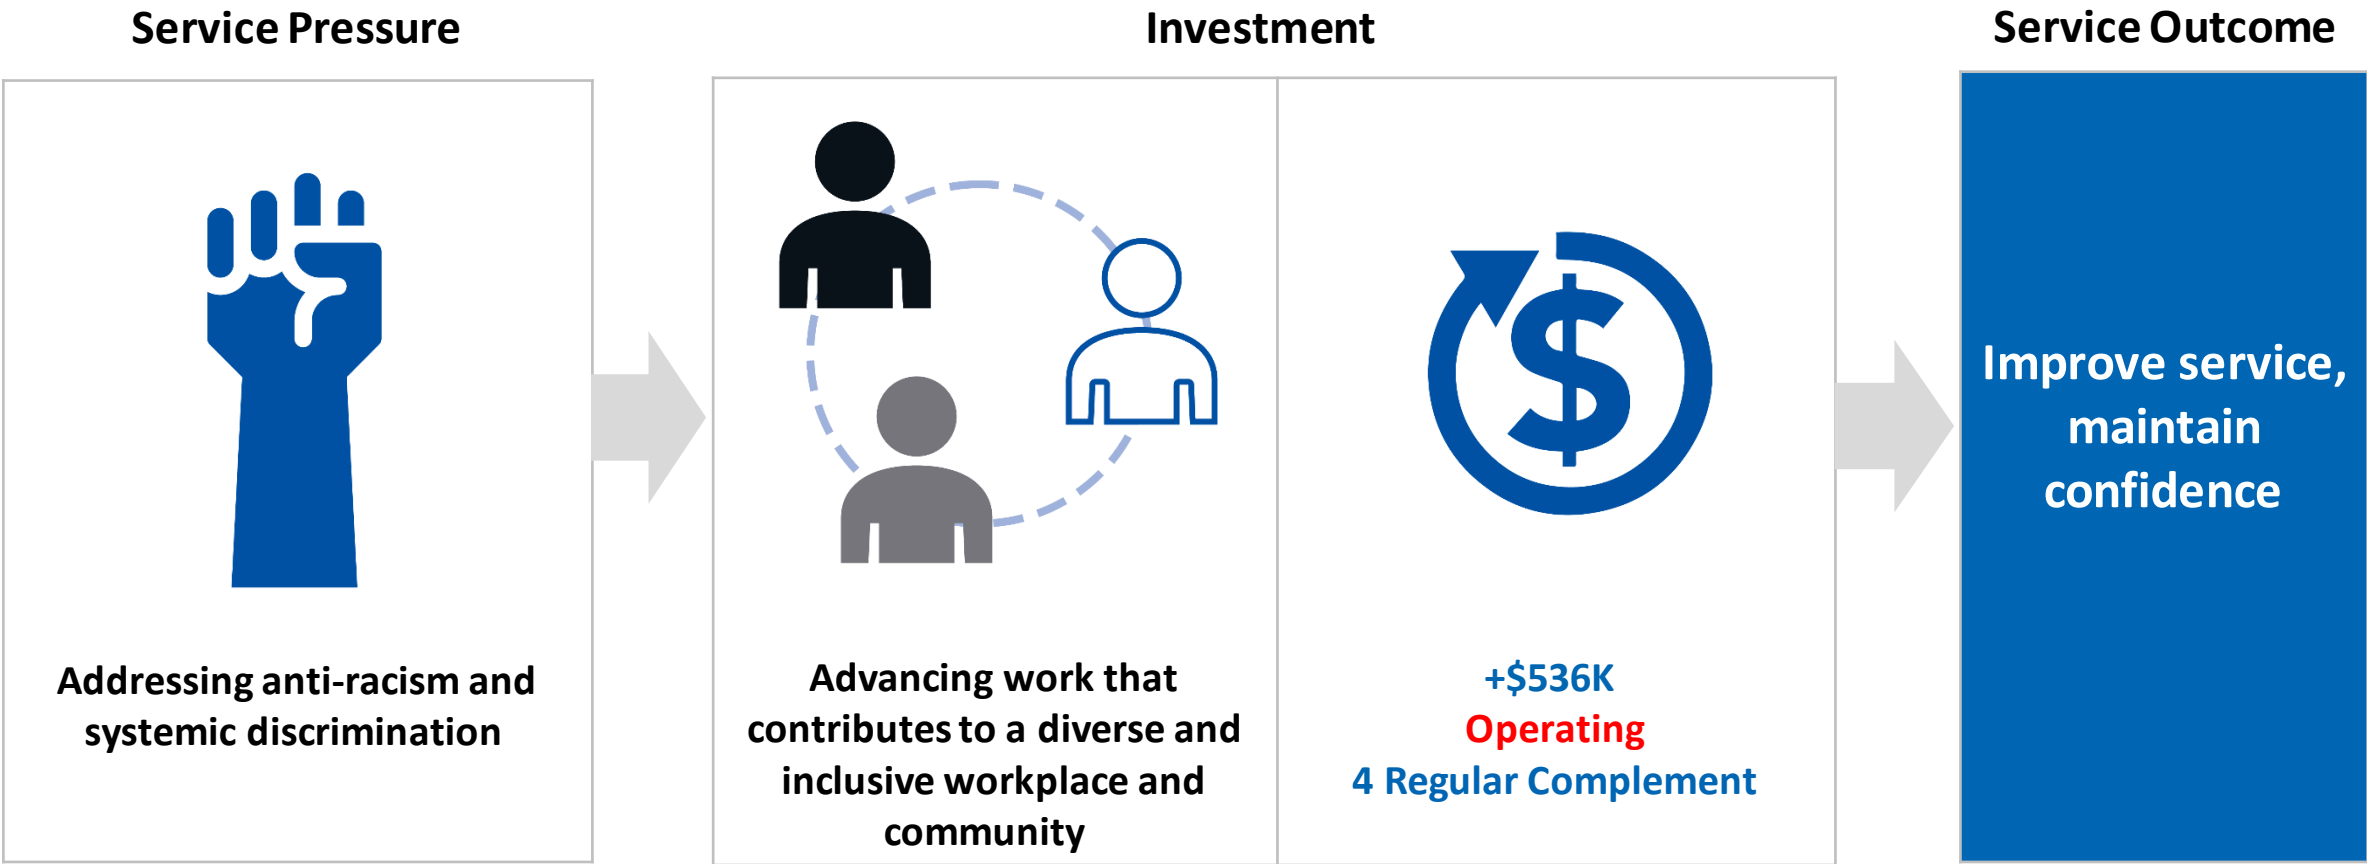 Service Pressure
Investment
Service Outcome
Addressing anti-racism and
systemic discrimination
Advancing work that
contributes to a diverse and
inclusive workplace and
community
+$536K
Operating
4 Regular Complement
Improve service,
maintain
confidence